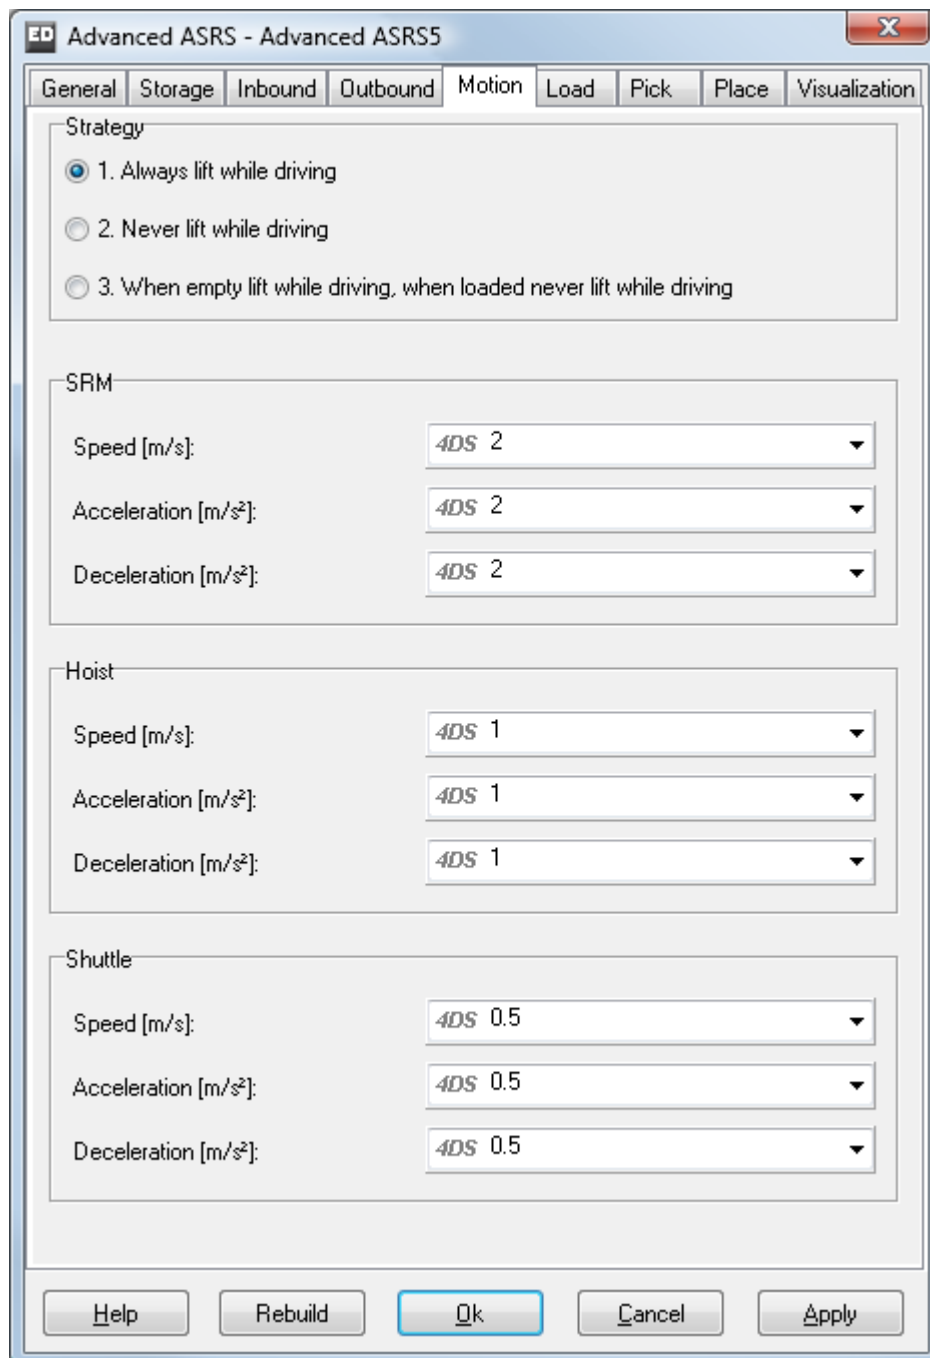 ED Advanced ASRS - Advanced ASRS5
General Storage Inbound Outbound Motion Load Pick Place Visualization
Strategy
1. Always lift while driving
2. Never lift while driving
3. When empty lift while driving, when loaded never lift while driving
SRM
Speed [m/s]: 4DS 2
Acceleration [m/s²]: 4DS 2
Deceleration [m/s²]: 4DS 2
Hoist
Speed [m/s]: 4DS 1
Acceleration [m/s²]: 4DS 1
Deceleration [m/s²]: 4DS 1
Shuttle
Speed [m/s]: 4DS 0.5
Acceleration [m/s²]: 4DS 0.5
Deceleration [m/s²]: 4DS 0.5
Help Rebuild Ok Cancel Apply